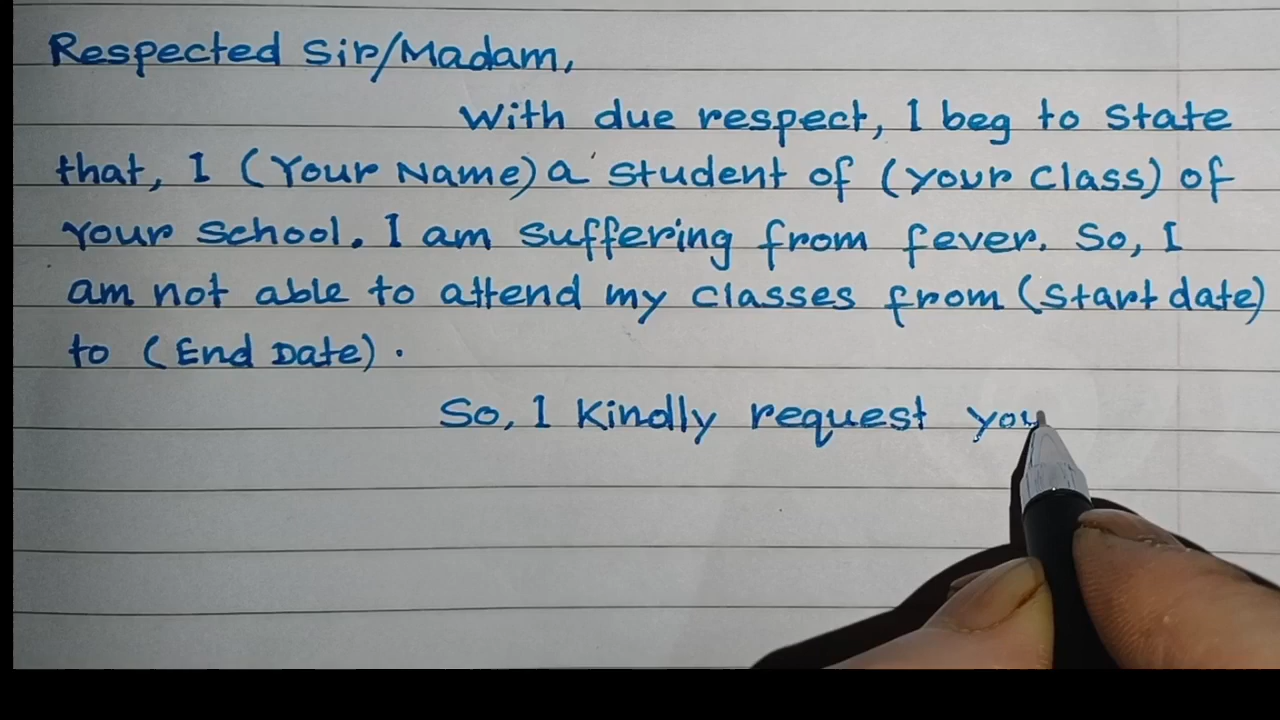 Respected Sir/Madam,
With due respect, I beg to state
that, I (Your Name) a student of (your class) of
your school. I am suffering from fever. So, I
am not able to attend my classes from (Start date)
to (End Date).
So, I Kindly request you